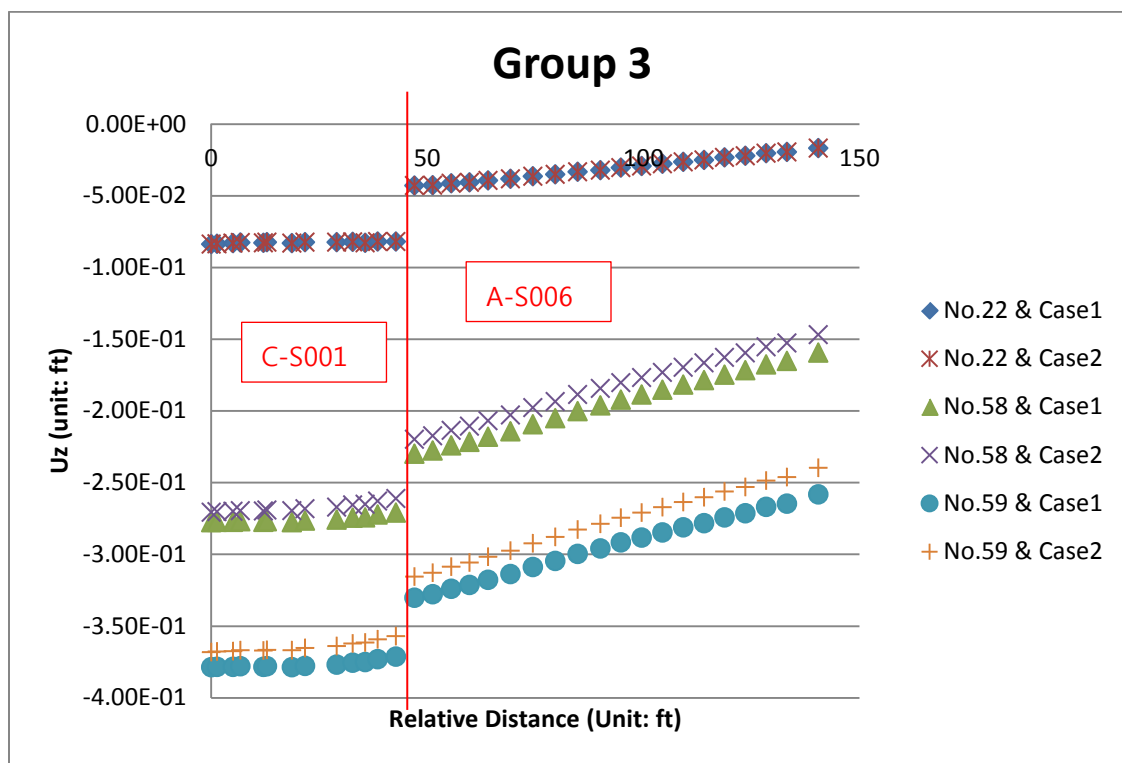 Group 3
0.00E+00
-5.00E-02
-1.00E-01
-1.50E-01
-2.00E-01
-2.50E-01
-3.00E-01
-3.50E-01
-4.00E-01
0 50 100 150
Uz (unit: ft)
Relative Distance (Unit: ft)
C-S001
A-S006
No.22 & Case1
No.22 & Case2
No.58 & Case1
No.58 & Case2
No.59 & Case1
No.59 & Case2